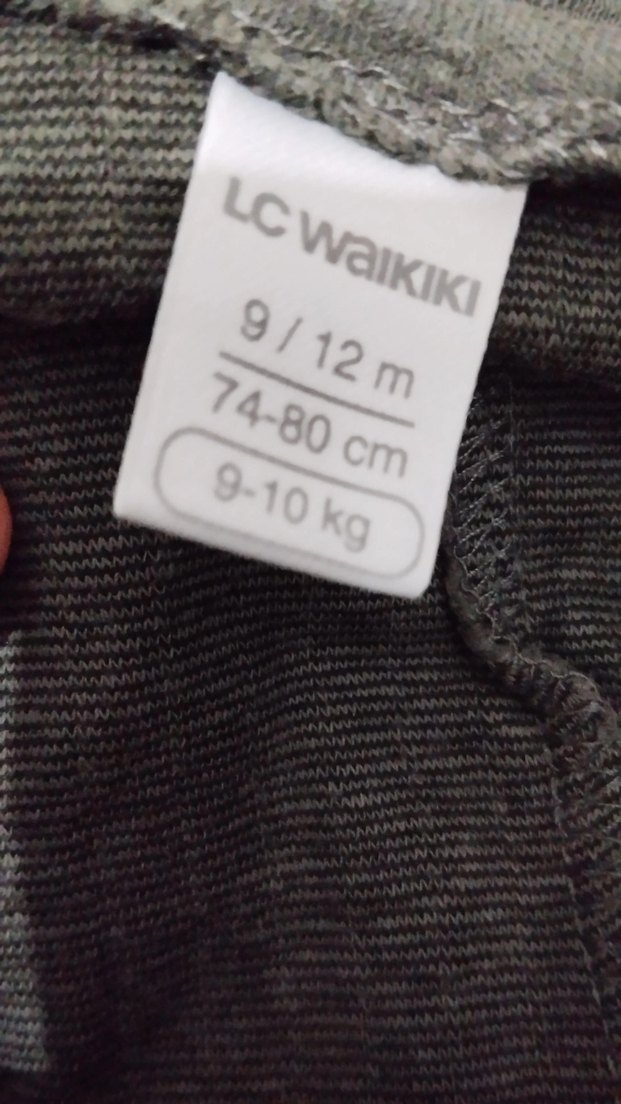 LC WAIKIKI
9 / 12 m
74-80 cm
9-10 kg